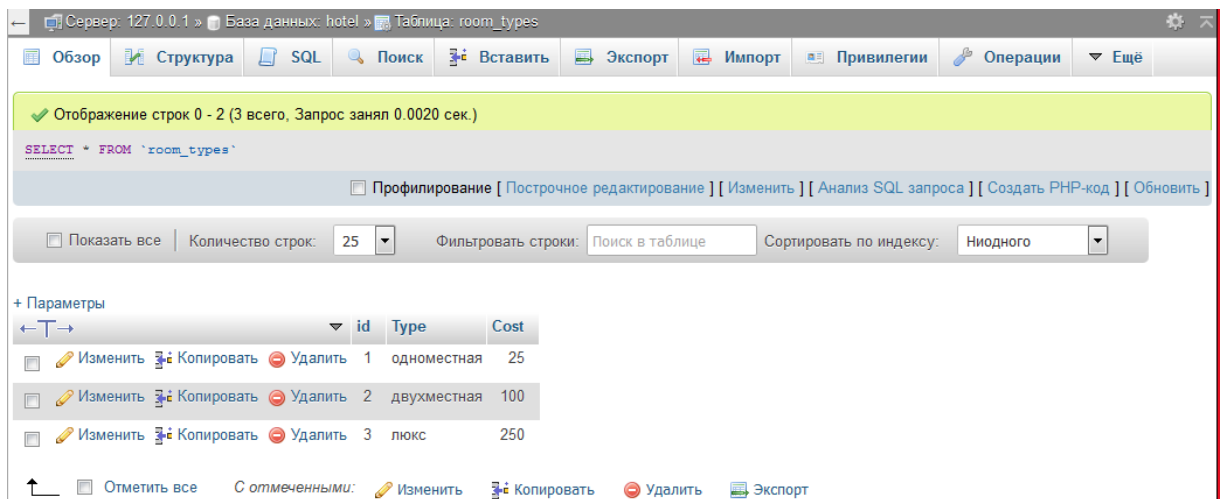 Сервер: 127.0.0.1 » База данных: hotel » Таблица: room_types
Обзор Структура SQL Поиск Вставить Экспорт Импорт Привилегии Операции Ещё
Отображение строк 0 - 2 (3 всего, Запрос занял 0.0020 сек.)
SELECT * FROM `room_types`
Профилирование [ Построчное редактирование ] [ Изменить ] [ Анализ SQL запроса ] [ Создать PHP-код ] [ Обновить ]
Показать все Количество строк: 25 Фильтровать строки: Поиск в таблице Сортировать по индексу: Ниодного
+ Параметры
←T→ id Type Cost
Изменить Копировать Удалить 1 одноместная 25
Изменить Копировать Удалить 2 двухместная 100
Изменить Копировать Удалить 3 люкс 250
Отметить все С отмеченными: Изменить Копировать Удалить Экспорт